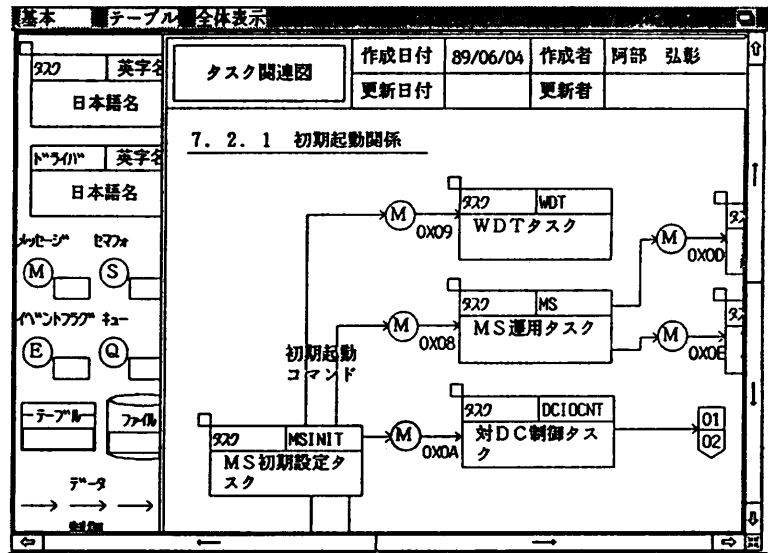 基本 テーブル 全体表示
タスク 英字名
日本語名
ドライバ 英字名
日本語名
メッセージ セマフォ
M S
イベントフラグ キュー
E Q
テーブル ファイル
データ
タスク関連図
作成日付 89/06/04 作成者 阿部 弘彰
更新日付 更新者
7.2.1 初期起動関係
タスク WDT
WDTタスク
M 0X09
M 0X0D
タスク MS
MS運用タスク
M 0X08
M 0X0E
初期起動
コマンド
タスク DCIOCNT
対DC制御タス
ク
M 0X0A
01
02
タスク MSINIT
MS初期設定タ
スク